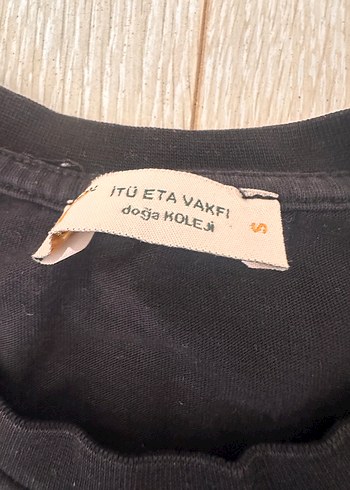 İTÜ ETA VAKFI
doğa KOLEJİ
S